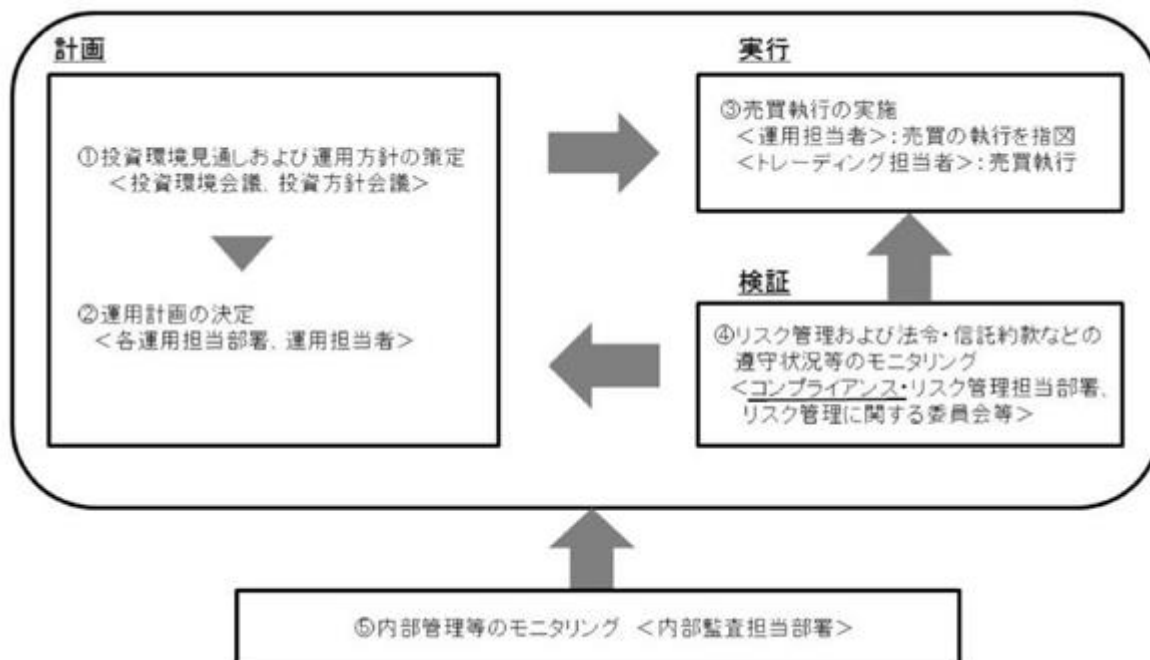 計画
①投資環境見通しおよび運用方針の策定
＜投資環境会議、投資方針会議＞
②運用計画の決定
＜各運用担当部署、運用担当者＞
実行
③売買執行の実施
＜運用担当者＞：売買の執行を指図
＜トレーディング担当者＞：売買執行
検証
④リスク管理および法令・信託約款などの
遵守状況等のモニタリング
＜コンプライアンス・リスク管理担当部署、
リスク管理に関する委員会等＞
⑤内部管理等のモニタリング ＜内部監査担当部署＞